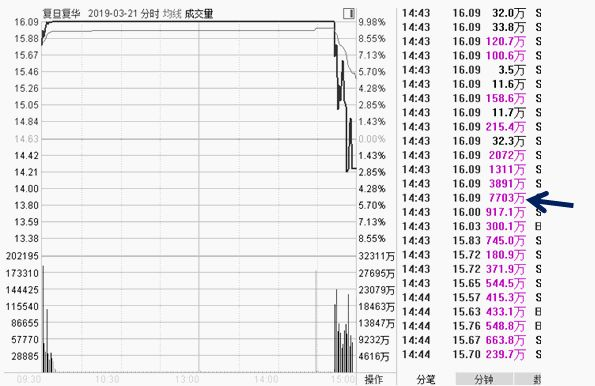 复旦复华 2019-03-21 分时 均线 成交量
16.09 9.98%
15.88 8.55%
15.67 7.13%
15.46 5.70%
15.26 4.28%
15.05 2.85%
14.84 1.43%
14.63 0.00%
14.42 1.43%
14.21 2.85%
14.00 4.28%
13.80 5.70%
13.59 7.13%
13.38 8.55%
202195 32311万
173310 27695万
144425 23079万
115540 18463万
86655 13847万
57770 9232万
28885 4616万
09:30 10:30 13:00 14:00 15:00 操作
14:43 16.09 32.0万 S
14:43 16.09 33.8万 S
14:43 16.09 120.7万 S
14:43 16.09 100.6万 S
14:43 16.09 3.5万 S
14:43 16.09 11.6万 S
14:43 16.09 158.6万 S
14:43 16.09 11.7万 S
14:43 16.09 215.4万 S
14:43 16.09 32.3万 S
14:43 16.09 2072万 S
14:43 16.09 1311万 S
14:43 16.09 3891万 S
14:43 16.09 7703万
14:43 16.00 917.1万 S
14:43 16.03 300.1万 B
14:43 15.83 745.0万 S
14:43 15.72 180.9万 S
14:43 15.72 371.9万 S
14:43 15.65 544.5万 S
14:44 15.57 415.3万 S
14:44 15.63 433.1万 B
14:44 15.76 548.8万 B
14:44 15.67 663.8万 S
14:44 15.70 239.7万 S
分笔 分钟